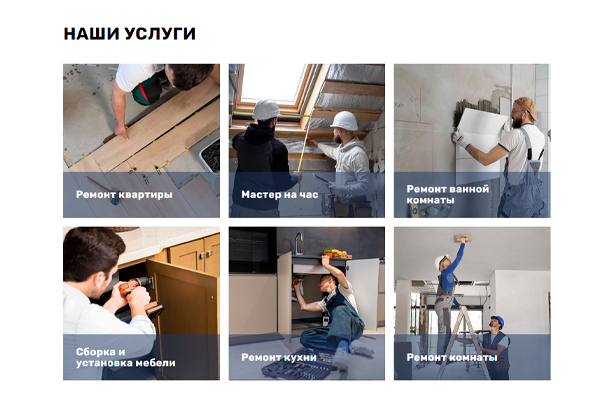 НАШИ УСЛУГИ
Ремонт квартиры
Мастер на час
Ремонт ванной
комнаты
Сборка и
установка мебели
Ремонт кухни
Ремонт комнаты